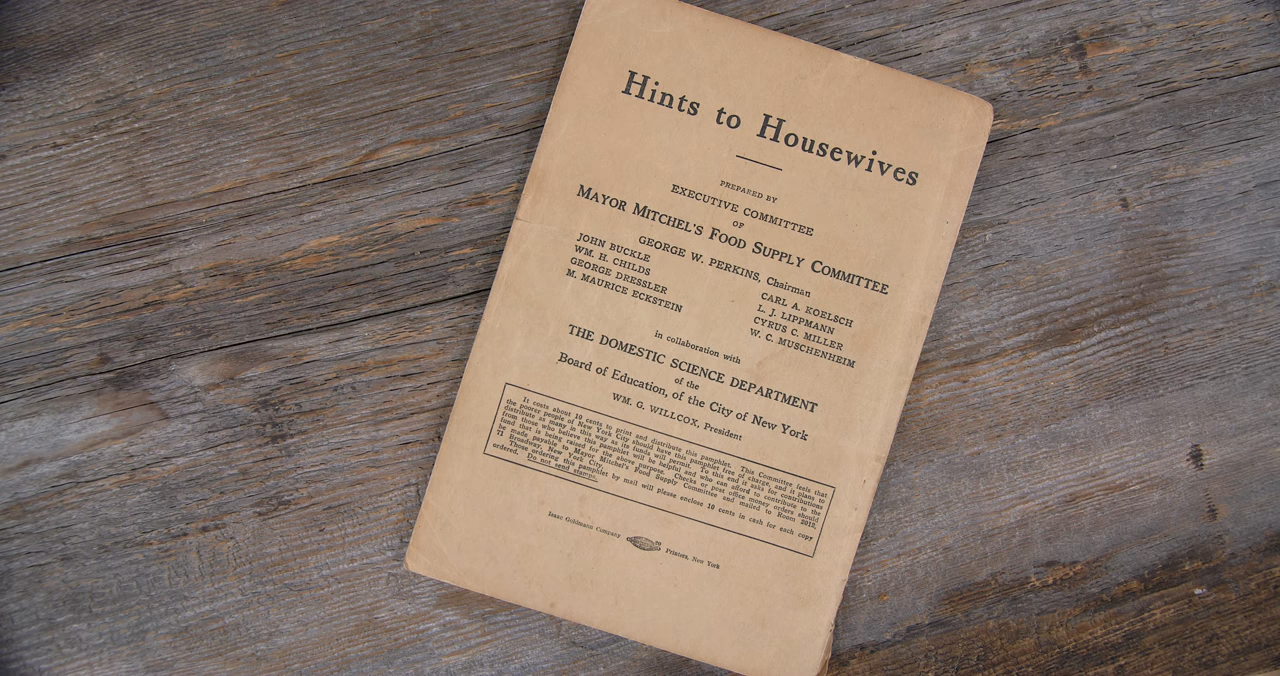 Hints to Housewives
PREPARED BY
EXECUTIVE COMMITTEE
OF
MAYOR MITCHEL'S FOOD SUPPLY COMMITTEE
GEORGE W. PERKINS, Chairman
JOHN BUCKLE
WM. H. CHILDS
GEORGE DRESSLER
M. MAURICE ECKSTEIN
CARL A. KOELSCH
L. J. LIPPMANN
CYRUS C. MILLER
W. C. MUSCHENHEIM
in collaboration with
THE DOMESTIC SCIENCE DEPARTMENT
of the
Board of Education, of the City of New York
WM. G. WILLCOX, President
It costs about 10 cents to print and distribute this pamphlet. This Committee feels that
the poorer people of New York City should have this pamphlet free of charge, and it plans to
distribute as many in this way as its funds will permit. To this end it asks for contributions
from those who believe this pamphlet will be helpful and who can afford to contribute to the
fund that is being raised for the above purpose. Checks or post office money orders should
be made payable to Mayor Mitchel's Food Supply Committee and mailed to Room 2012,
71 Broadway, New York City.
Those ordering this pamphlet by mail will please enclose 10 cents in cash for each copy
ordered. Do not send stamps.
Isaac Goldmann Company
Printers, New York